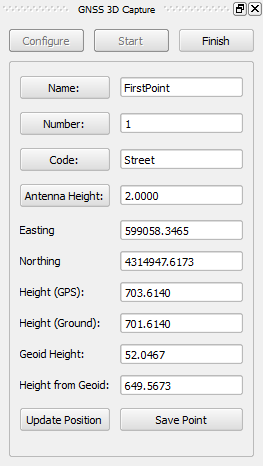 GNSS 3D Capture
Configure Start Finish
Name: FirstPoint
Number: 1
Code: Street
Antenna Height: 2.0000
Easting 599058.3465
Northing 4314947.6173
Height (GPS): 703.6140
Height (Ground): 701.6140
Geoid Height: 52.0467
Height from Geoid: 649.5673
Update Position Save Point